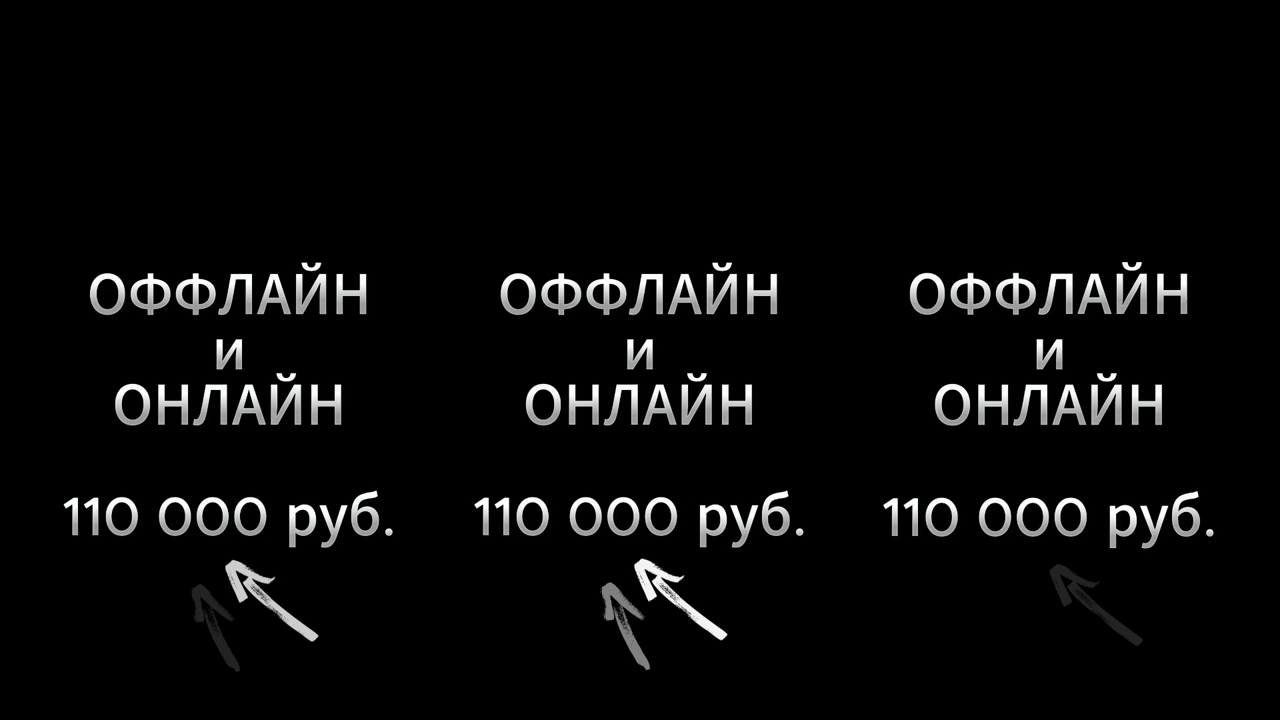 ОФФЛАЙН
и
ОНЛАЙН
110 000 руб.
ОФФЛАЙН
и
ОНЛАЙН
110 000 руб.
ОФФЛАЙН
и
ОНЛАЙН
110 000 руб.